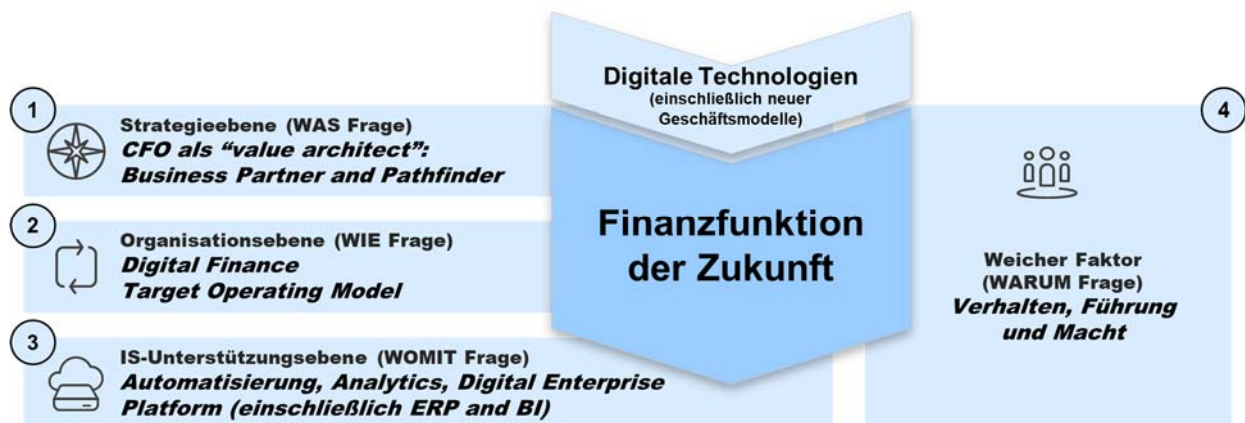 Digitale Technologien
(einschließlich neuer
Geschäftsmodelle)
Finanzfunktion
der Zukunft
1
Strategieebene (WAS Frage)
CFO als “value architect”:
Business Partner and Pathfinder
2
Organisationsebene (WIE Frage)
Digital Finance
Target Operating Model
3
IS-Unterstützungsebene (WOMIT Frage)
Automatisierung, Analytics, Digital Enterprise
Platform (einschließlich ERP and BI)
4
Weicher Faktor
(WARUM Frage)
Verhalten, Führung
und Macht